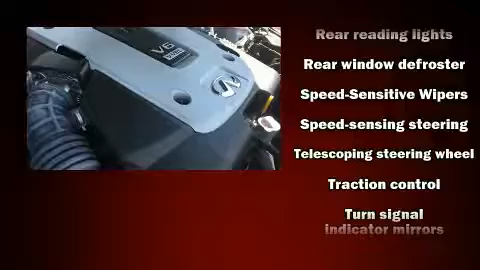 V6
Rear reading lights
Rear window defroster
Speed-Sensitive Wipers
Speed-sensing steering
Telescoping steering wheel
Traction control
Turn signal
indicator mirrors